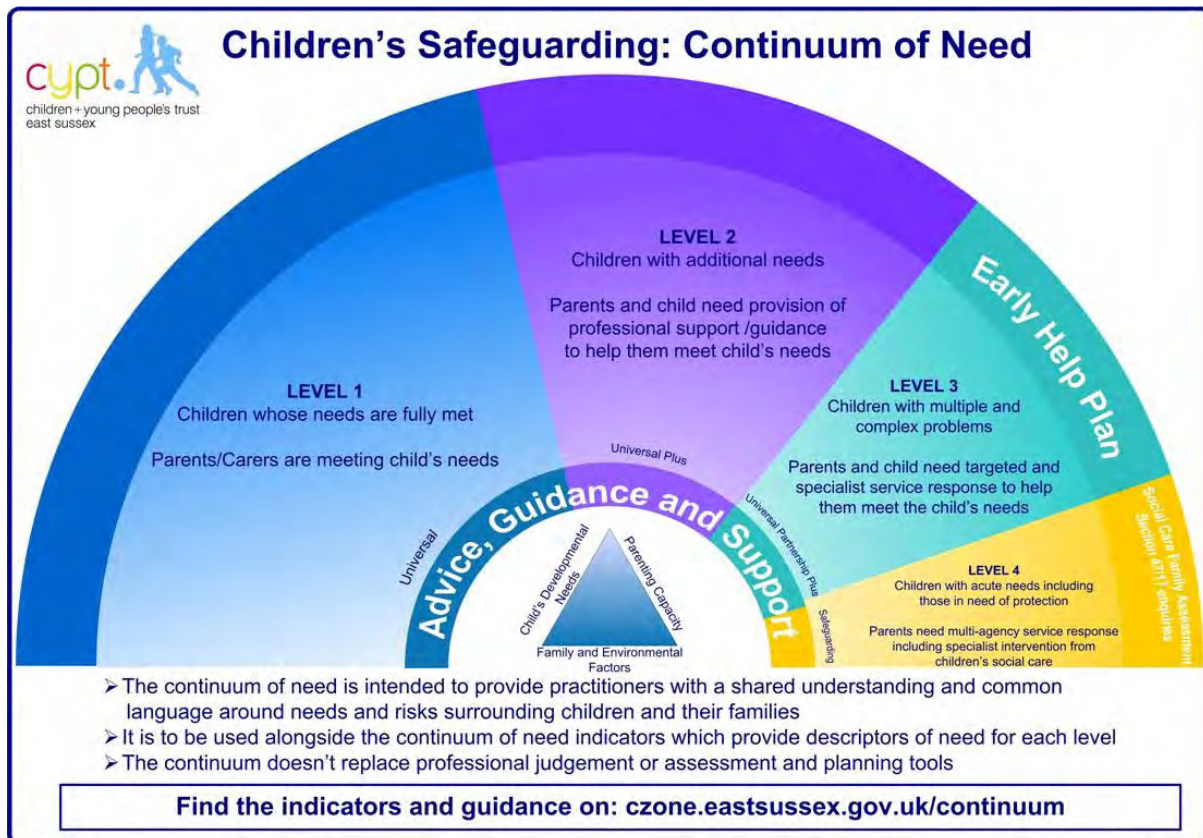 Children's Safeguarding: Continuum of Need
cypt.
children + young people's trust
east sussex
LEVEL 1
Children whose needs are fully met
Parents/Carers are meeting child's needs
LEVEL 2
Children with additional needs
Parents and child need provision of
professional support /guidance
to help them meet child's needs
Early Help Plan
LEVEL 3
Children with multiple and
complex problems
Parents and child need targeted and
specialist service response to help
them meet the child's needs
Social Care Family Assessment
Section 47/17 enquiries
LEVEL 4
Children with acute needs including
those in need of protection
Parents need multi-agency service response
including specialist intervention from
children's social care
Universal
Universal Plus
Universal Partnership Plus
Safeguarding
Advice, Guidance and Support
Child's Developmental
Needs
Parenting Capacity
Family and Environmental
Factors
➢ The continuum of need is intended to provide practitioners with a shared understanding and common
language around needs and risks surrounding children and their families
➢ It is to be used alongside the continuum of need indicators which provide descriptors of need for each level
➢ The continuum doesn't replace professional judgement or assessment and planning tools
Find the indicators and guidance on: czone.eastsussex.gov.uk/continuum